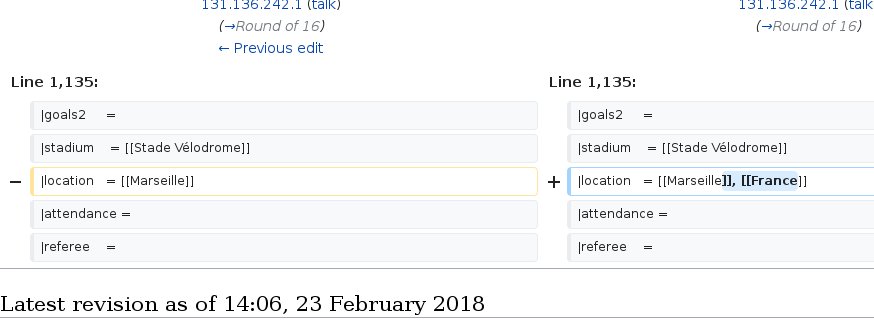 131.136.242.1 (talk) 131.136.242.1 (talk
(→Round of 16) (→Round of 16)
← Previous edit
Line 1,135: Line 1,135:
|goals2 = |goals2 =
|stadium = [[Stade Vélodrome]] |stadium = [[Stade Vélodrome]]
− |location = [[Marseille]] + |location = [[Marseille]], [[France]]
|attendance = |attendance =
|referee = |referee =
Latest revision as of 14:06, 23 February 2018